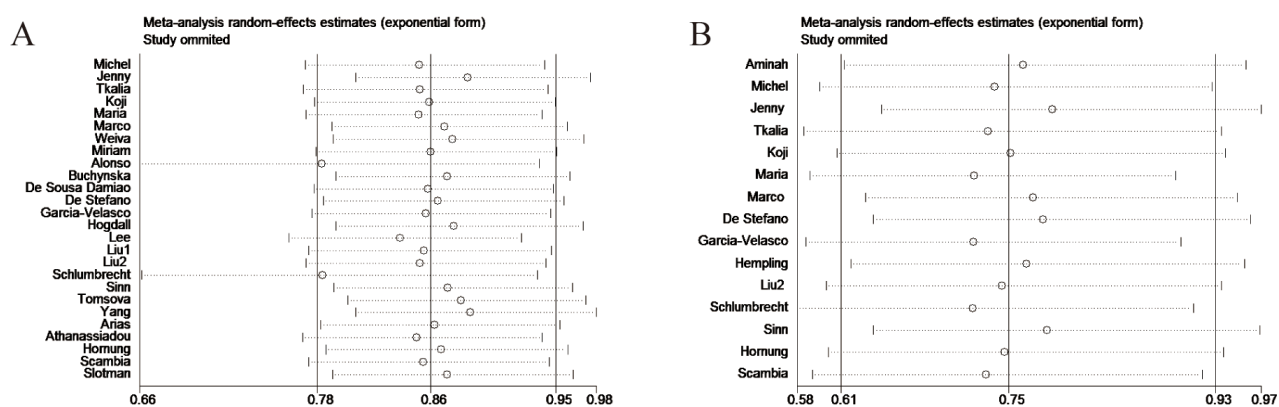 A
Meta-analysis random-effects estimates (exponential form)
Study ommited
Michel
Jenny
Tkalia
Koji
Maria
Marco
Weiva
Miriam
Alonso
Buchynska
De Sousa Damiao
De Stefano
Garcia-Velasco
Hogdall
Lee
Liu1
Liu2
Schlumbrecht
Sinn
Tomsova
Yang
Arias
Athanassiadou
Hornung
Scambia
Slotman
0.66 0.78 0.86 0.95 0.98
B
Meta-analysis random-effects estimates (exponential form)
Study ommited
Aminah
Michel
Jenny
Tkalia
Koji
Maria
Marco
De Stefano
Garcia-Velasco
Hempling
Liu2
Schlumbrecht
Sinn
Hornung
Scambia
0.58 0.61 0.75 0.93 0.97